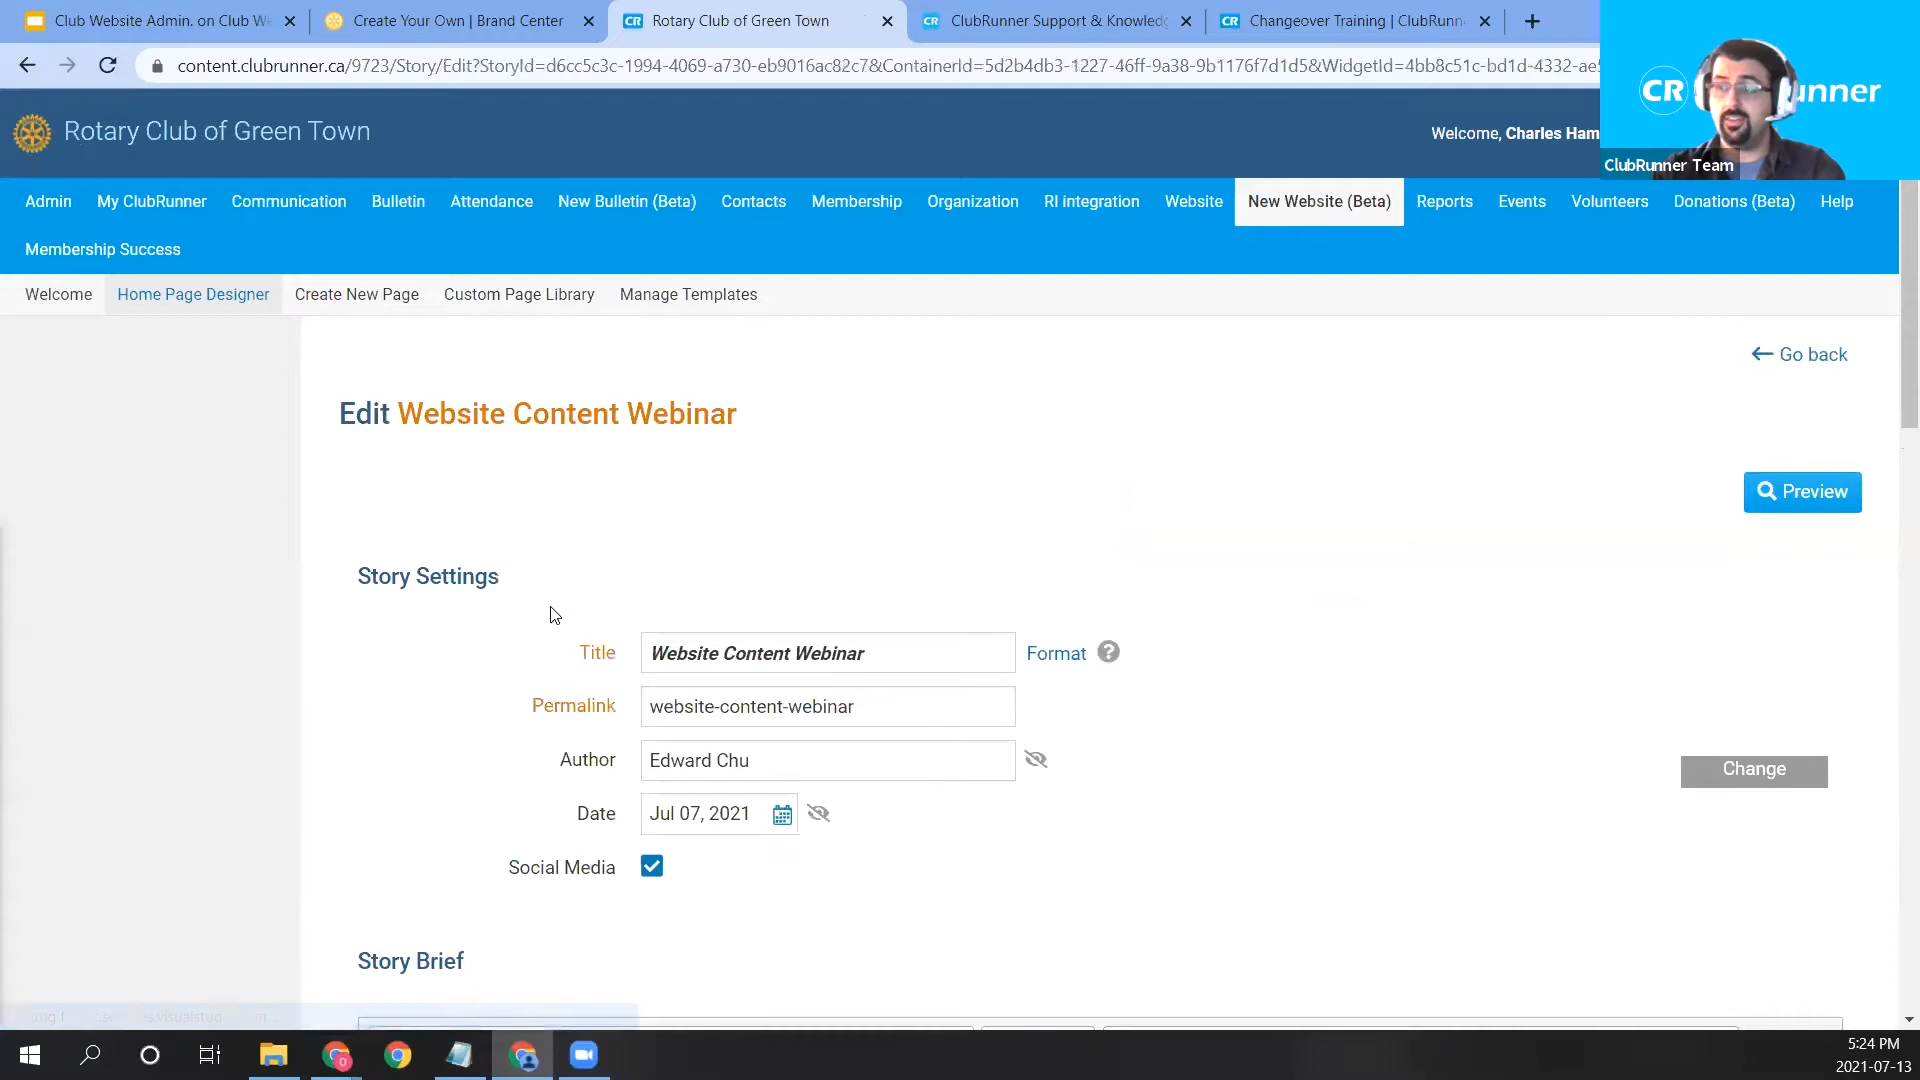 Club Website Admin. on Club We
Create Your Own | Brand Center
CR Rotary Club of Green Town
CR ClubRunner Support & Knowledg
CR Changeover Training | ClubRunn
content.clubrunner.ca/9723/Story/Edit?StoryId=d6cc5c3c-1994-4069-a730-eb9016ac82c7&ContainerId=5d2b4db3-1227-46ff-9a38-9b1176f7d1d5&WidgetId=4bb8c51c-bd1d-4332-ae5
CR unner
ClubRunner Team
Rotary Club of Green Town
Welcome, Charles Ham
Admin My ClubRunner Communication Bulletin Attendance New Bulletin (Beta) Contacts Membership Organization RI integration Website New Website (Beta) Reports Events Volunteers Donations (Beta) Help
Membership Success
Welcome Home Page Designer Create New Page Custom Page Library Manage Templates
Go back
Edit Website Content Webinar
Preview
Story Settings
Title Website Content Webinar Format ?
Permalink website-content-webinar
Author Edward Chu
Change
Date Jul 07, 2021
Social Media
Story Brief
5:24 PM
2021-07-13